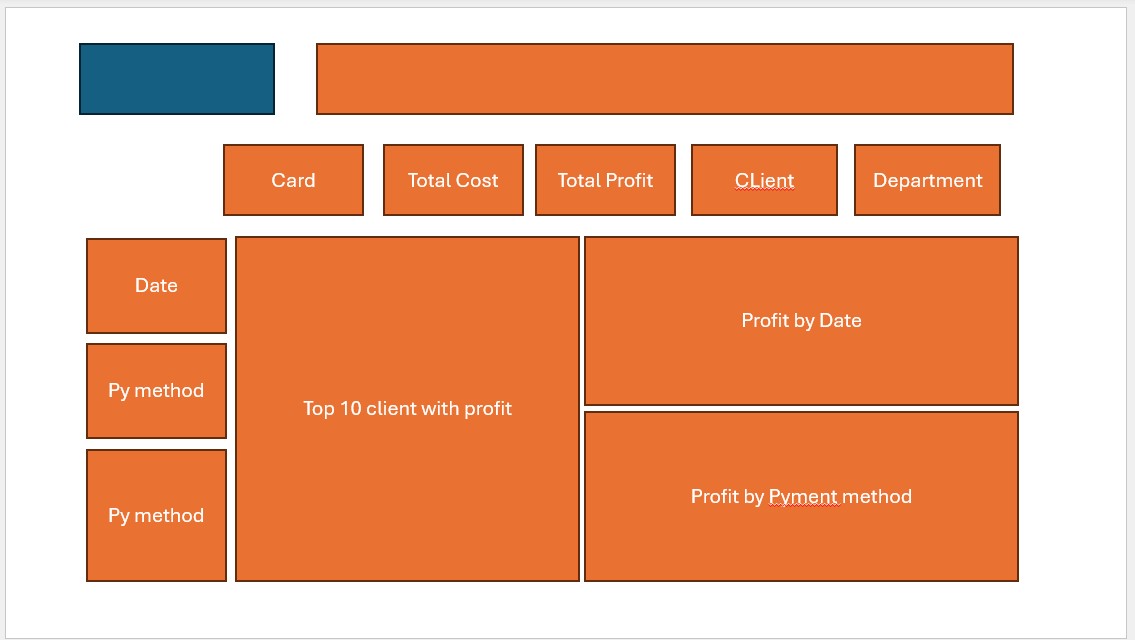 Card
Total Cost
Total Profit
CLient
Department
Date
Py method
Py method
Top 10 client with profit
Profit by Date
Profit by Pyment method